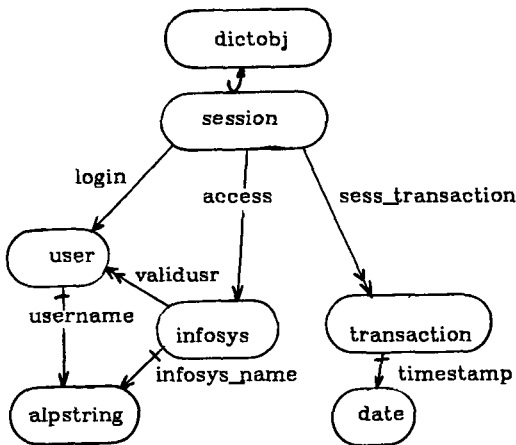 dictobj
session
login
access
sess_transaction
user
validusr
username
infosys
transaction
infosys_name
timestamp
alpstring
date